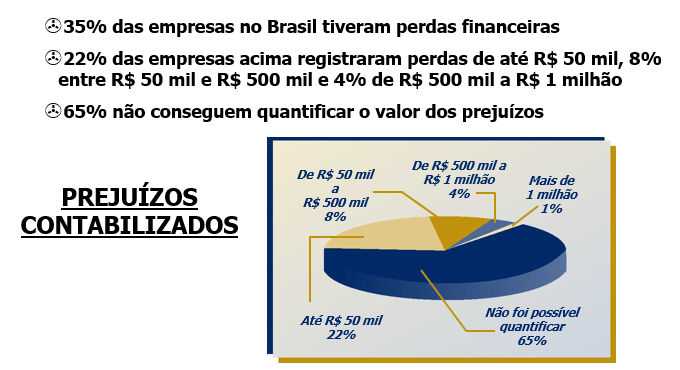 ✇35% das empresas no Brasil tiveram perdas financeiras
✇22% das empresas acima registraram perdas de até R$ 50 mil, 8%
entre R$ 50 mil e R$ 500 mil e 4% de R$ 500 mil a R$ 1 milhão
✇65% não conseguem quantificar o valor dos prejuízos
PREJUÍZOS
CONTABILIZADOS
De R$ 50 mil
a
R$ 500 mil
8%
De R$ 500 mil a
R$ 1 milhão
4%
Mais de
1 milhão
1%
Até R$ 50 mil
22%
Não foi possível
quantificar
65%